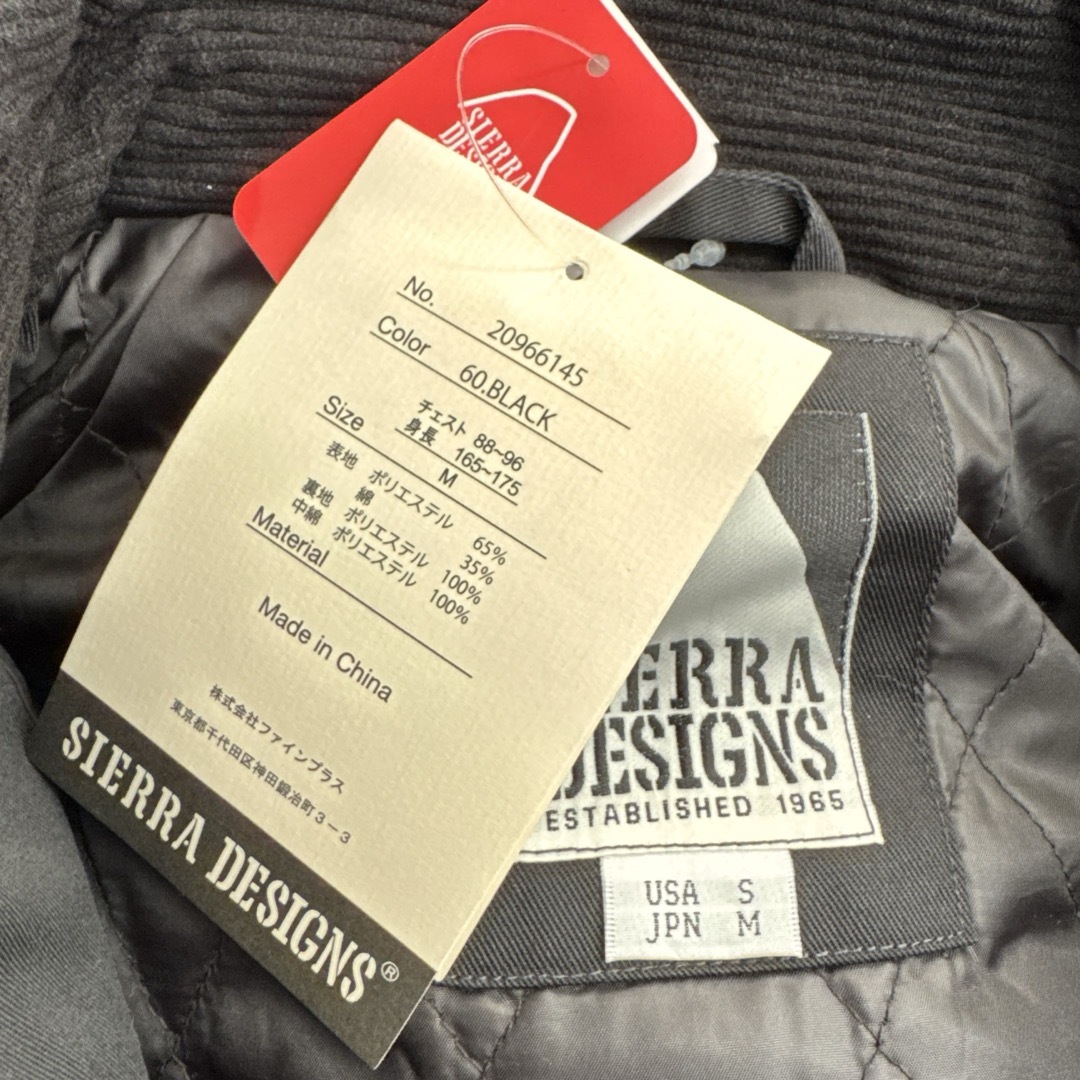 SIERRA
DESIGNS
No. 20966145
Color 60.BLACK
Size チェスト 88~96
身長 165~175
M
表地 ポリエステル 65%
綿 35%
裏地 ポリエステル 100%
中綿 ポリエステル 100%
Material
Made in China
株式会社ファインプラス
東京都千代田区神田鍛冶町3-3
SIERRA DESIGNS®
SIERRA
DESIGNS
ESTABLISHED 1965
USA S
JPN M